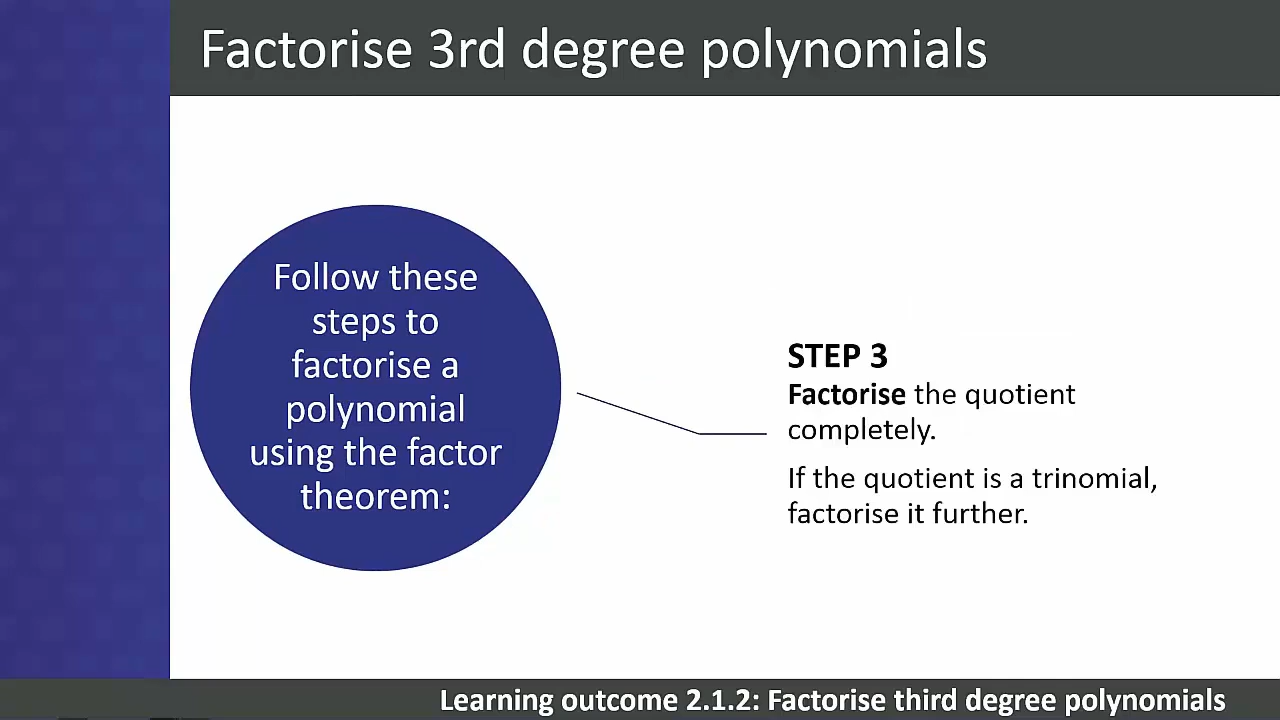 Factorise 3rd degree polynomials
Follow these
steps to
factorise a
polynomial
using the factor
theorem:
STEP 3
Factorise the quotient
completely.
If the quotient is a trinomial,
factorise it further.
Learning outcome 2.1.2: Factorise third degree polynomials